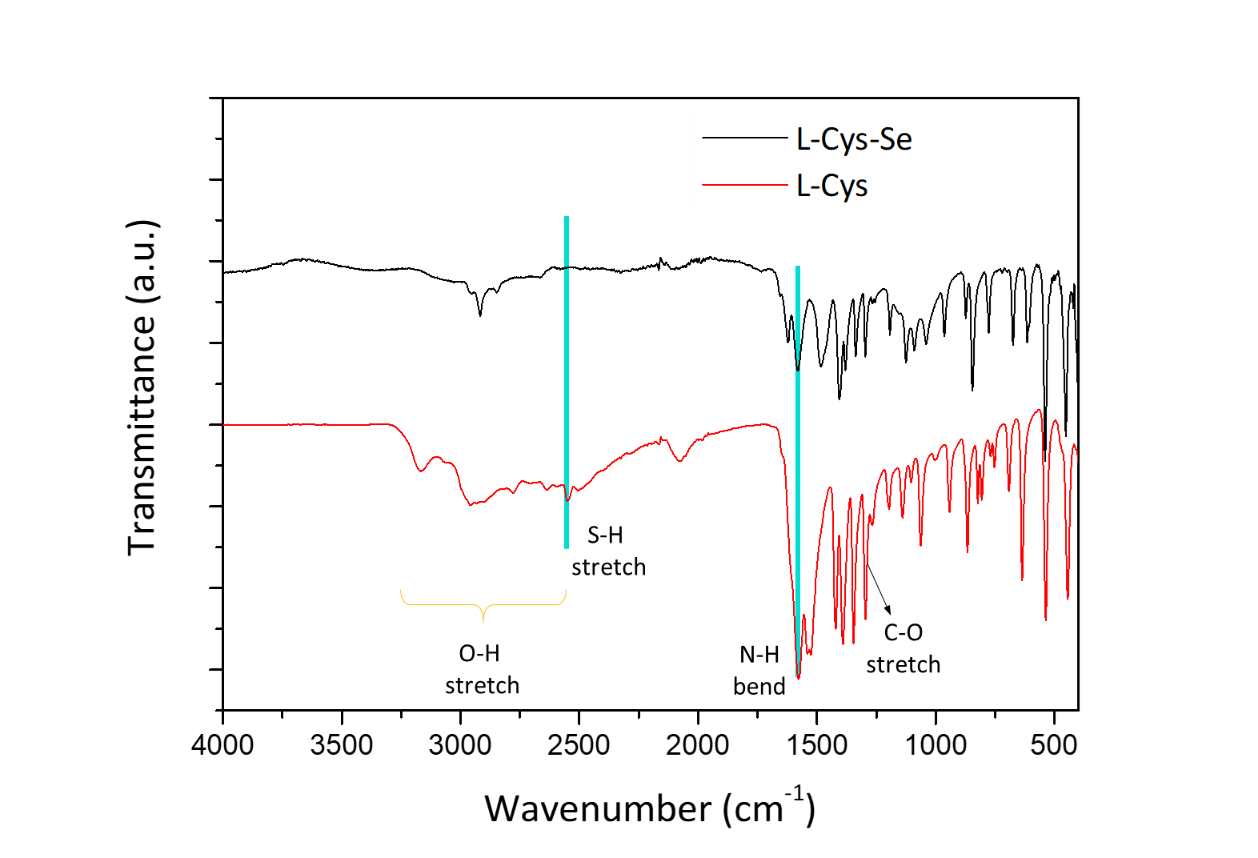 L-Cys-Se
L-Cys
Transmittance (a.u.)
S-H
stretch
O-H
stretch
N-H
bend
C-O
stretch
4000 3500 3000 2500 2000 1500 1000 500
Wavenumber (cm⁻¹)